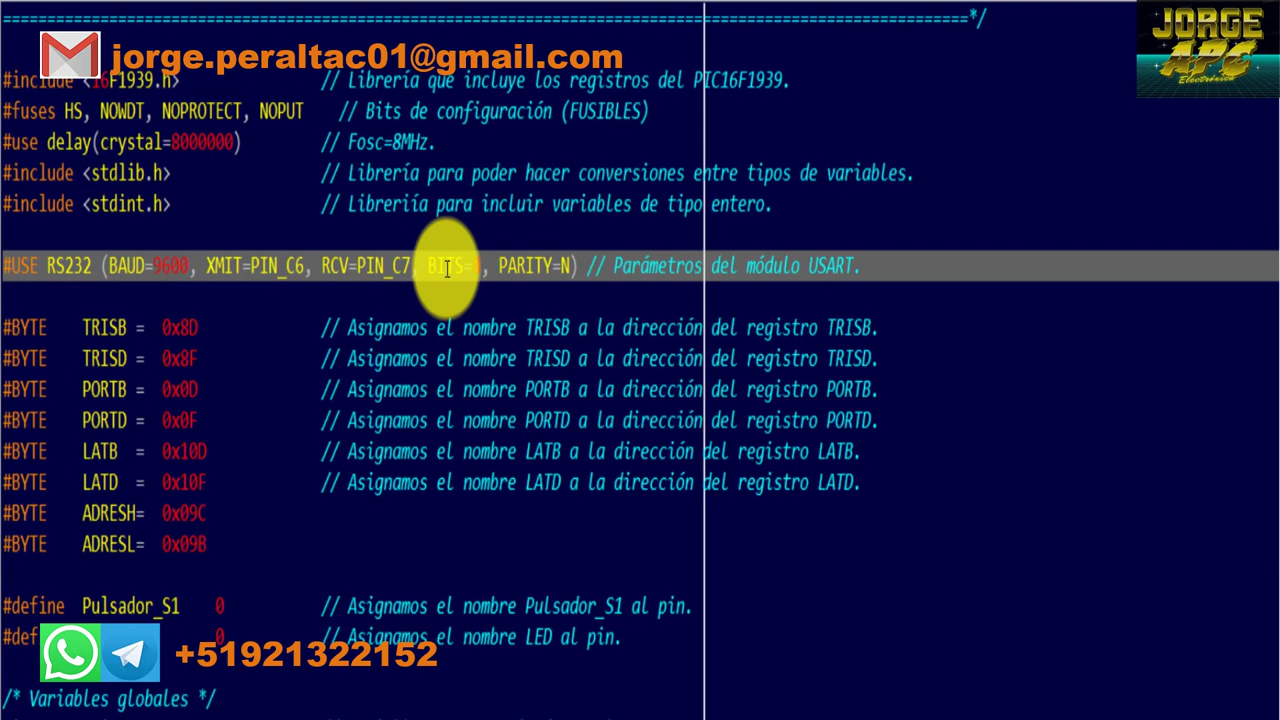 =============================================================*/
JORGE
APC
Electrónica
jorge.peraltac01@gmail.com
#include <16F1939.h> // Librería que incluye los registros del PIC16F1939.
#fuses HS, NOWDT, NOPROTECT, NOPUT // Bits de configuración (FUSIBLES)
#use delay(crystal=8000000) // Fosc=8MHz.
#include <stdlib.h> // Librería para poder hacer conversiones entre tipos de variables.
#include <stdint.h> // Libreriía para incluir variables de tipo entero.
#USE RS232 (BAUD=9600, XMIT=PIN_C6, RCV=PIN_C7, BITS= , PARITY=N) // Parámetros del módulo USART.
#BYTE TRISB = 0x8D // Asignamos el nombre TRISB a la dirección del registro TRISB.
#BYTE TRISD = 0x8F // Asignamos el nombre TRISD a la dirección del registro TRISD.
#BYTE PORTB = 0x0D // Asignamos el nombre PORTB a la dirección del registro PORTB.
#BYTE PORTD = 0x0F // Asignamos el nombre PORTD a la dirección del registro PORTD.
#BYTE LATB = 0x10D // Asignamos el nombre LATB a la dirección del registro LATB.
#BYTE LATD = 0x10F // Asignamos el nombre LATD a la dirección del registro LATD.
#BYTE ADRESH= 0x09C
#BYTE ADRESL= 0x09B
#define Pulsador_S1 0 // Asignamos el nombre Pulsador_S1 al pin.
#def 0 // Asignamos el nombre LED al pin.
+51921322152
/* Variables globales */